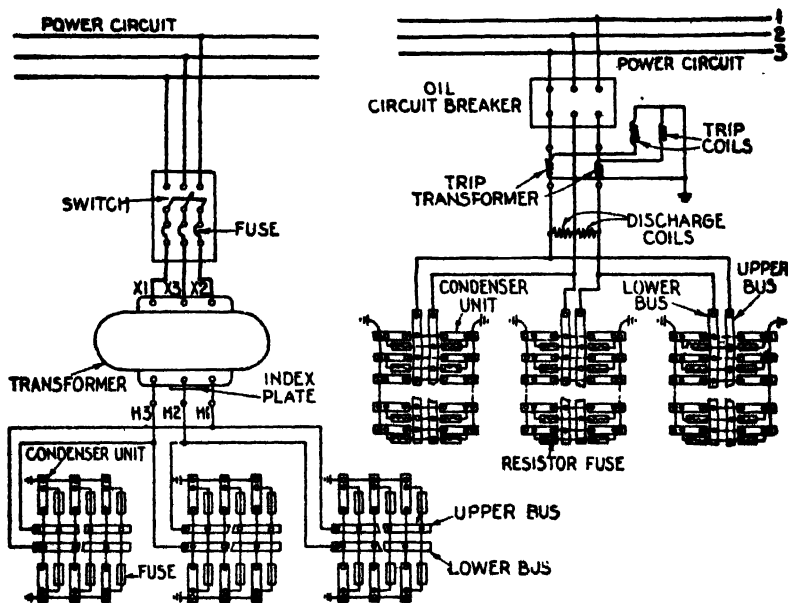 POWER CIRCUIT
SWITCH
FUSE
X1 X3 X2
TRANSFORMER
INDEX
PLATE
H3 H2 H1
CONDENSER UNIT
UPPER BUS
LOWER BUS
FUSE
1
2
3
POWER CIRCUIT
OIL
CIRCUIT BREAKER
TRIP
COILS
TRIP
TRANSFORMER
DISCHARGE
COILS
CONDENSER
UNIT
LOWER
BUS
UPPER
BUS
RESISTOR FUSE